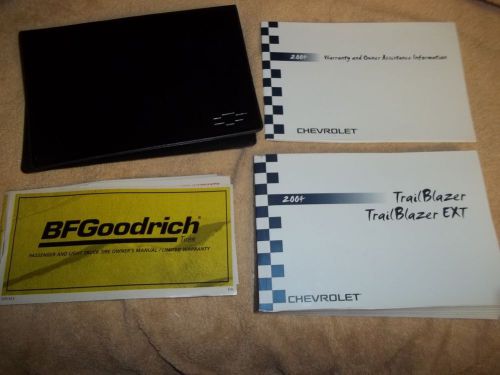 2004 Warranty and Owner Assistance Information
CHEVROLET
BFGoodrich®
Tires
PASSENGER AND LIGHT TRUCK TIRE OWNER'S MANUAL / LIMITED WARRANTY
2004 TrailBlazer
TrailBlazer EXT
CHEVROLET